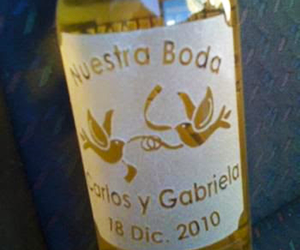 Nuestra Boda
Carlos y Gabriela
18 Dic. 2010